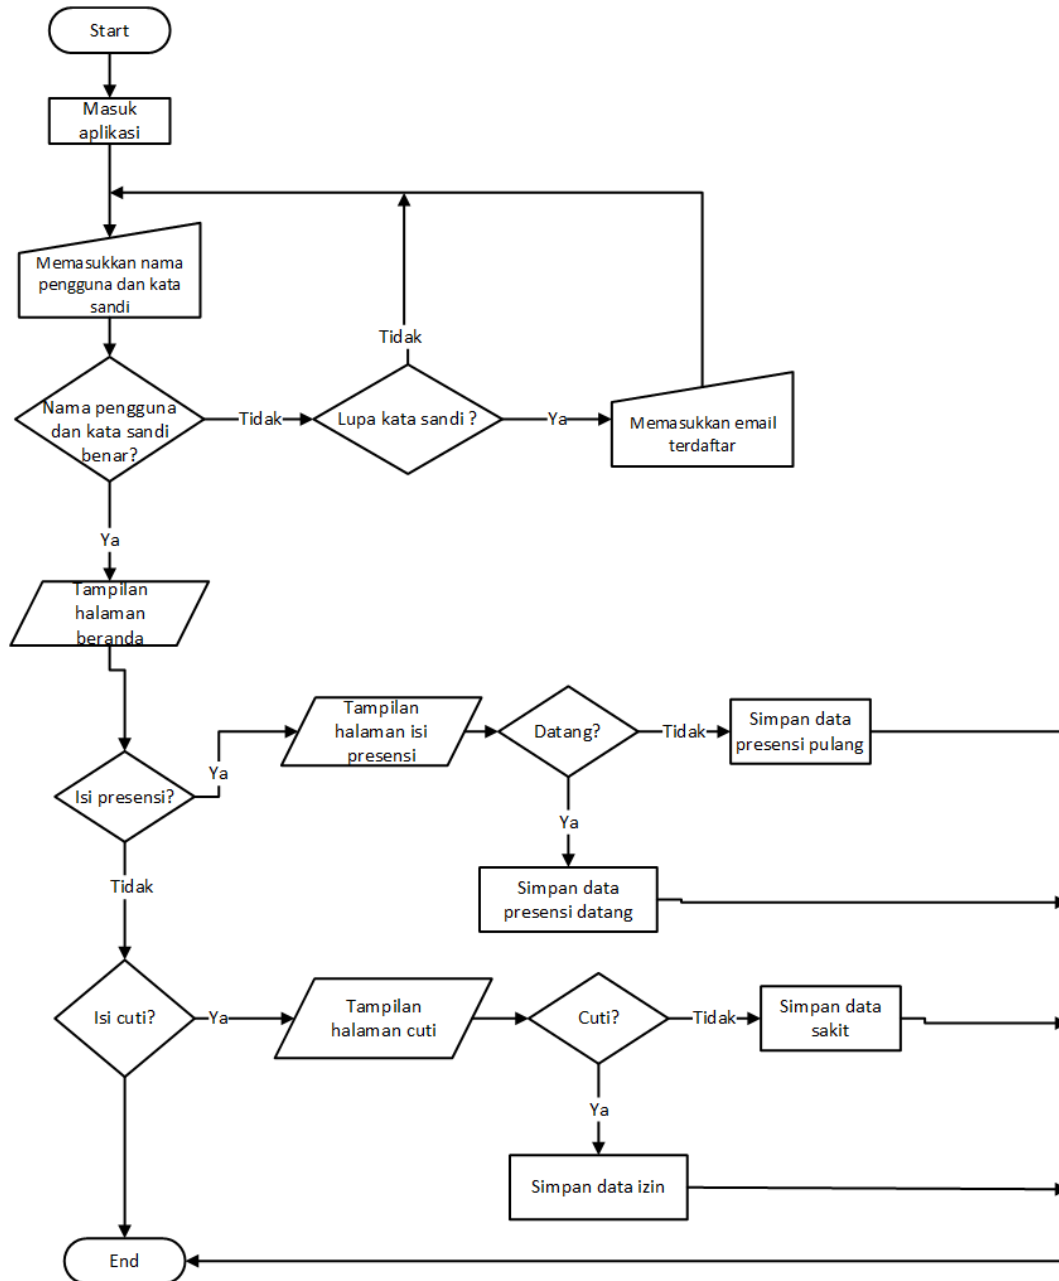 Start
Masuk
aplikasi
Memasukkan nama
pengguna dan kata
sandi
Tidak
Nama pengguna
dan kata sandi
benar?
Tidak
Lupa kata sandi ?
Ya
Memasukkan email
terdaftar
Ya
Tampilan
halaman
beranda
Tampilan
halaman isi
presensi
Datang?
Tidak
Simpan data
presensi pulang
Ya
Isi presensi?
Ya
Tidak
Simpan data
presensi datang
Isi cuti?
Ya
Tampilan
halaman cuti
Cuti?
Tidak
Simpan data
sakit
Ya
Simpan data izin
End